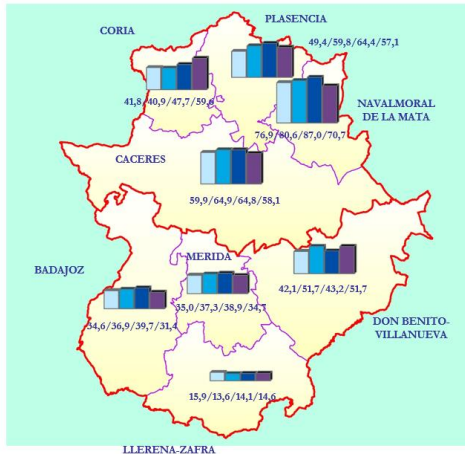 PLASENCIA
CORIA
49,4/59,8/64,4/57,1
41,8/40,9/47,7/59,8
NAVALMORAL
DE LA MATA
76,9/80,6/87,0/70,7
CACERES
59,9/64,9/64,8/58,1
MERIDA
BADAJOZ
42,1/51,7/43,2/51,7
35,0/37,3/38,9/34,7
34,6/36,9/39,7/31,4
DON BENITO-
VILLANUEVA
15,9/13,6/14,1/14,6
LLERENA-ZAFRA